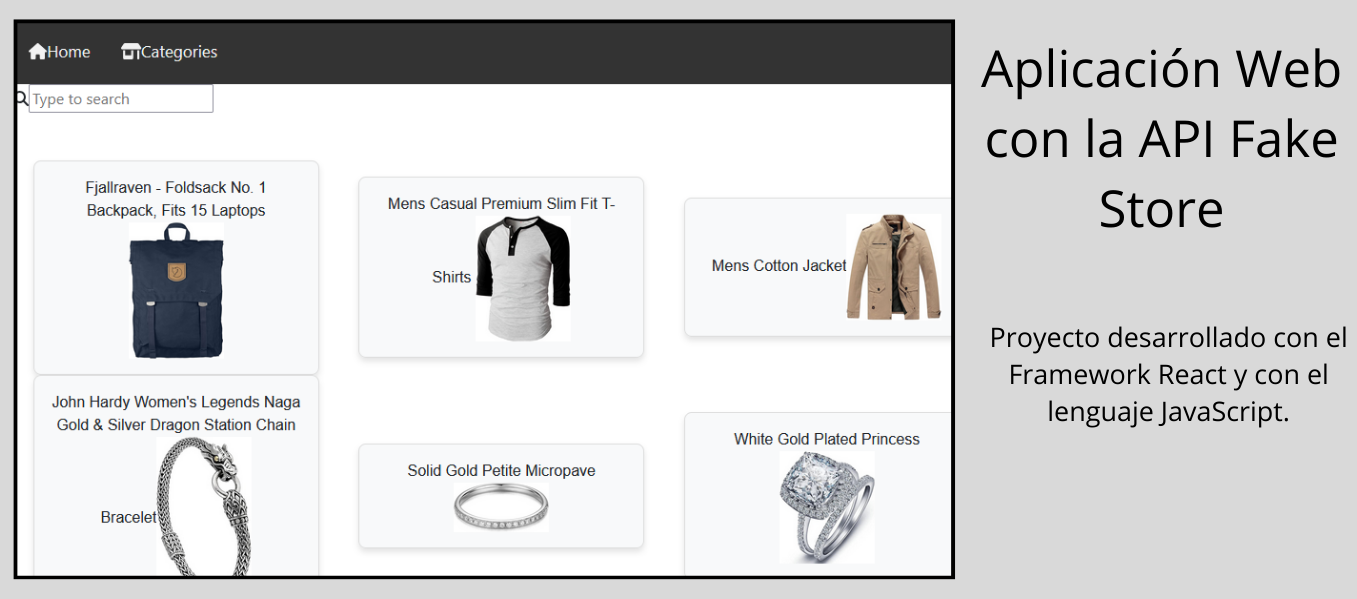 Home
Categories
Type to search
Fjallraven - Foldsack No. 1
Backpack, Fits 15 Laptops
Mens Casual Premium Slim Fit T-
Shirts
Mens Cotton Jacket
John Hardy Women's Legends Naga
Gold & Silver Dragon Station Chain
Bracelet
Solid Gold Petite Micropave
White Gold Plated Princess
Aplicación Web
con la API Fake
Store
Proyecto desarrollado con el
Framework React y con el
lenguaje JavaScript.